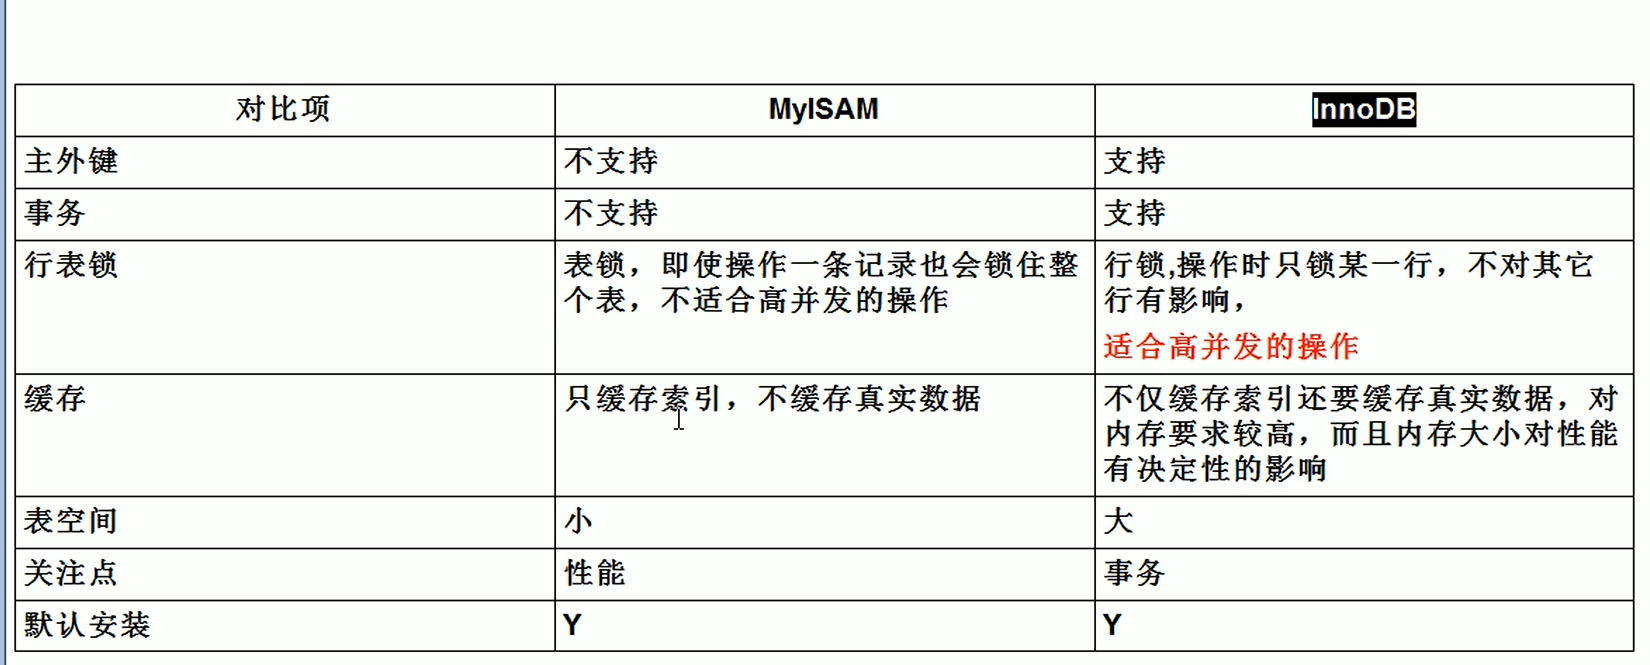 对比项 MyISAM InnoDB
主外键 不支持 支持
事务 不支持 支持
行表锁
表锁，即使操作一条记录也会锁住整
个表，不适合高并发的操作
行锁,操作时只锁某一行，不对其它
行有影响，
适合高并发的操作
缓存
只缓存索引，不缓存真实数据
不仅缓存索引还要缓存真实数据，对
内存要求较高，而且内存大小对性能
有决定性的影响
表空间 小 大
关注点 性能 事务
默认安装 Y Y